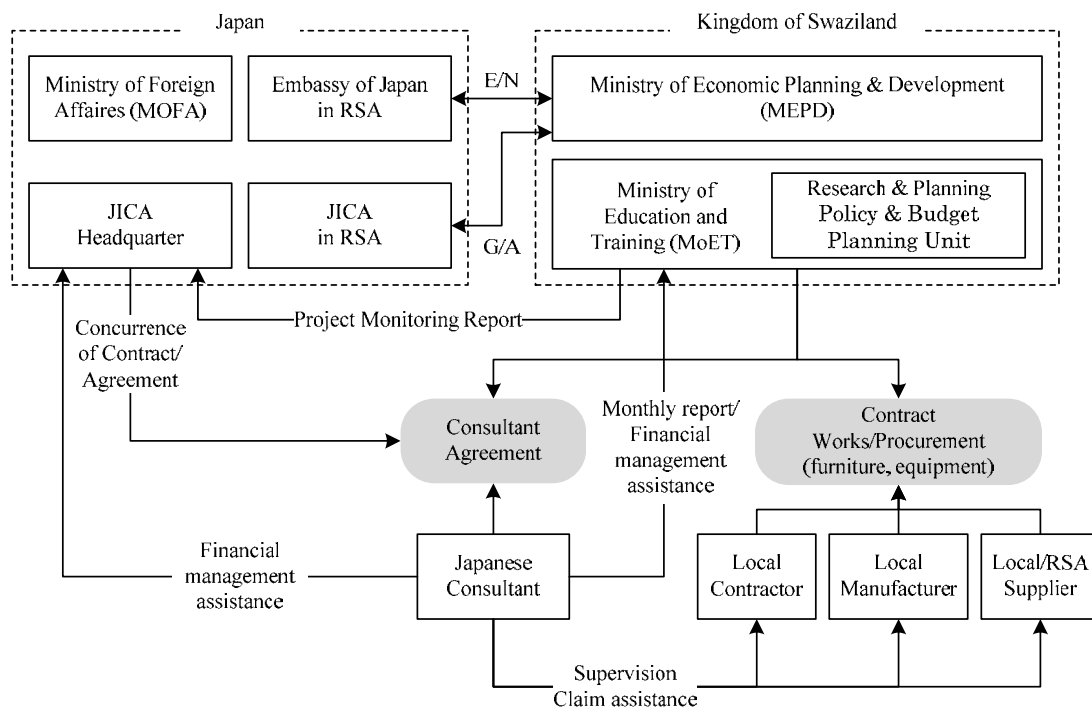 Japan
Kingdom of Swaziland
Ministry of Foreign
Affaires (MOFA)
Embassy of Japan
in RSA
E/N
Ministry of Economic Planning & Development
(MEPD)
JICA
Headquarter
JICA
in RSA
G/A
Ministry of
Education and
Training (MoET)
Research & Planning
Policy & Budget
Planning Unit
Project Monitoring Report
Concurrence
of Contract/
Agreement
Consultant
Agreement
Monthly report/
Financial
management
assistance
Contract
Works/Procurement
(furniture, equipment)
Financial
management
assistance
Japanese
Consultant
Local
Contractor
Local
Manufacturer
Local/RSA
Supplier
Supervision
Claim assistance